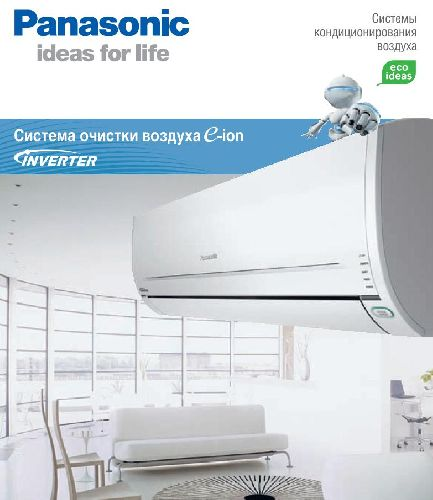 Panasonic
ideas for life
Системы
кондиционирования
воздуха
eco
ideas
Система очистки воздуха e-ion
INVERTER
Panasonic